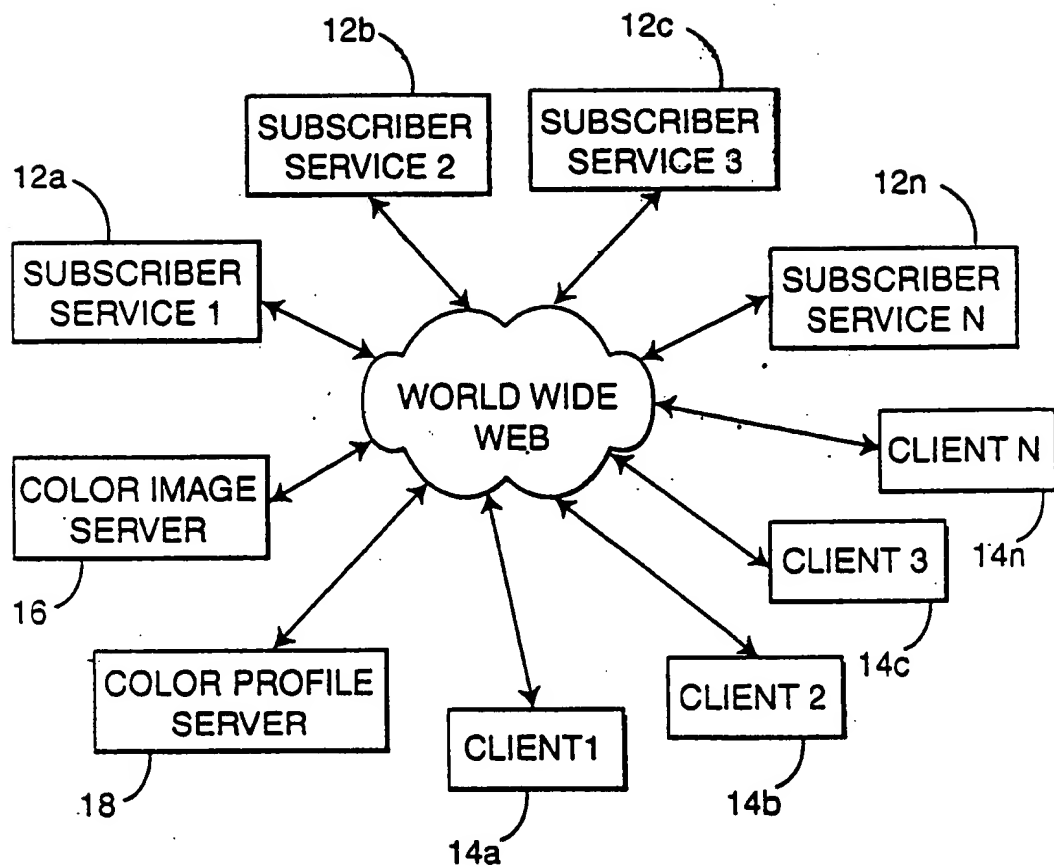 12b
12c
SUBSCRIBER
SERVICE 2
SUBSCRIBER
SERVICE 3
12a
12n
SUBSCRIBER
SERVICE 1
SUBSCRIBER
SERVICE N
WORLD WIDE
WEB
CLIENT N
COLOR IMAGE
SERVER
CLIENT 3
14n
16
14c
COLOR PROFILE
SERVER
CLIENT 2
CLIENT1
18
14b
14a